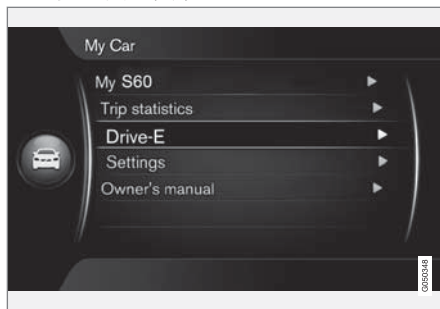 My Car
My S60
Trip statistics
Drive-E
Settings
Owner's manual
G050348